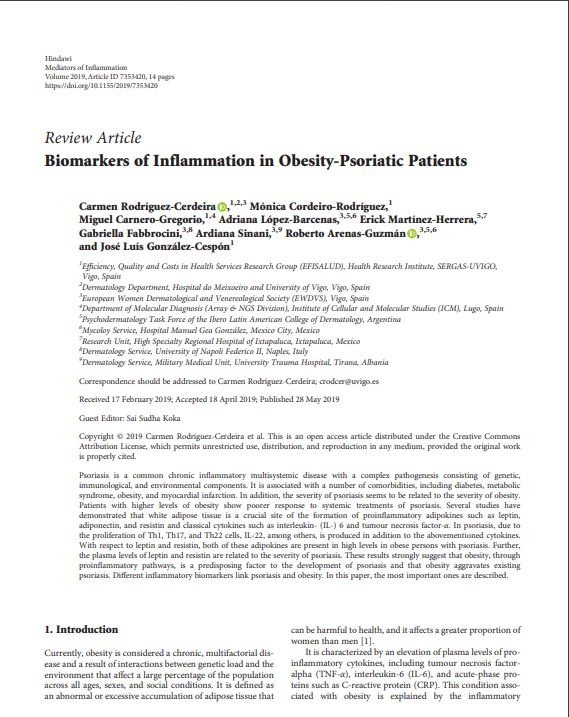 Hindawi
Mediators of Inflammation
Volume 2019, Article ID 7353420, 14 pages
https://doi.org/10.1155/2019/7353420
Review Article
Biomarkers of Inflammation in Obesity-Psoriatic Patients
Carmen Rodríguez-Cerdeira,1,2,3 Mónica Cordeiro-Rodríguez,1
Miguel Carnero-Gregorio,1,4 Adriana López-Barcenas,3,5,6 Erick Martínez-Herrera,5,7
Gabriella Fabbrocini,3,8 Ardiana Sinani,3,9 Roberto Arenas-Guzmán,3,5,6
and José Luís González-Cespón1
1Efficiency, Quality and Costs in Health Services Research Group (EFISALUD), Health Research Institute, SERGAS-UVIGO,
Vigo, Spain
2Dermatology Department, Hospital do Meixoeiro and University of Vigo, Vigo, Spain
3European Women Dermatological and Venereological Society (EWDVS), Vigo, Spain
4Department of Molecular Diagnosis (Array & NGS Division), Institute of Cellular and Molecular Studies (ICM), Lugo, Spain
5Psychodermatology Task Force of the Ibero Latin American College of Dermatology, Argentina
6Mycoloy Service, Hospital Manuel Gea González, Mexico City, Mexico
7Research Unit, High Specialty Regional Hospital of Ixtapaluca, Ixtapaluca, Mexico
8Dermatology Service, University of Napoli Federico II, Naples, Italy
9Dermatology Service, Military Medical Unit, University Trauma Hospital, Tirana, Albania
Correspondence should be addressed to Carmen Rodríguez-Cerdeira; crodcer@uvigo.es
Received 17 February 2019; Accepted 18 April 2019; Published 28 May 2019
Guest Editor: Sai Sudha Koka
Copyright © 2019 Carmen Rodríguez-Cerdeira et al. This is an open access article distributed under the Creative Commons
Attribution License, which permits unrestricted use, distribution, and reproduction in any medium, provided the original work
is properly cited.
Psoriasis is a common chronic inflammatory multisystemic disease with a complex pathogenesis consisting of genetic,
immunological, and environmental components. It is associated with a number of comorbidities, including diabetes, metabolic
syndrome, obesity, and myocardial infarction. In addition, the severity of psoriasis seems to be related to the severity of obesity.
Patients with higher levels of obesity show poorer response to systemic treatments of psoriasis. Several studies have
demonstrated that white adipose tissue is a crucial site of the formation of proinflammatory adipokines such as leptin,
adiponectin, and resistin and classical cytokines such as interleukin- (IL-) 6 and tumour necrosis factor-α. In psoriasis, due to
the proliferation of Th1, Th17, and Th22 cells, IL-22, among others, is produced in addition to the abovementioned cytokines.
With respect to leptin and resistin, both of these adipokines are present in high levels in obese persons with psoriasis. Further,
the plasma levels of leptin and resistin are related to the severity of psoriasis. These results strongly suggest that obesity, through
proinflammatory pathways, is a predisposing factor to the development of psoriasis and that obesity aggravates existing
psoriasis. Different inflammatory biomarkers link psoriasis and obesity. In this paper, the most important ones are described.
1. Introduction
Currently, obesity is considered a chronic, multifactorial dis-
ease and a result of interactions between genetic load and the
environment that affect a large percentage of the population
across all ages, sexes, and social conditions. It is defined as
an abnormal or excessive accumulation of adipose tissue that
can be harmful to health, and it affects a greater proportion of
women than men [1].
It is characterized by an elevation of plasma levels of pro-
inflammatory cytokines, including tumour necrosis factor-
alpha (TNF-α), interleukin-6 (IL-6), and acute-phase pro-
teins such as C-reactive protein (CRP). This condition asso-
ciated with obesity is explained by the inflammatory